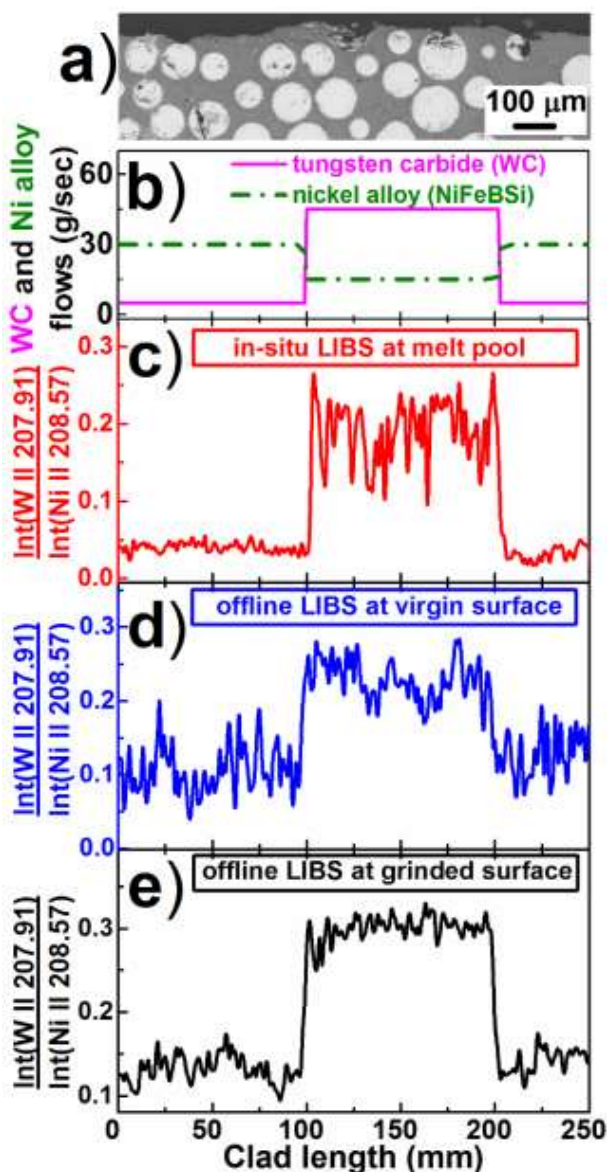 a)
100 μm
b)
tungsten carbide (WC)
nickel alloy (NiFeBSi)
WC and Ni alloy
flows (g/sec)
60
30
0
c)
in-situ LIBS at melt pool
Int(W II 207.91)
Int(Ni II 208.57)
0.3
0.2
0.1
0.0
d)
offline LIBS at virgin surface
Int(W II 207.91)
Int(Ni II 208.57)
0.3
0.2
0.1
0.0
e)
offline LIBS at grinded surface
Int(W II 207.91)
Int(Ni II 208.57)
0.3
0.2
0.1
0 50 100 150 200 250
Clad length (mm)